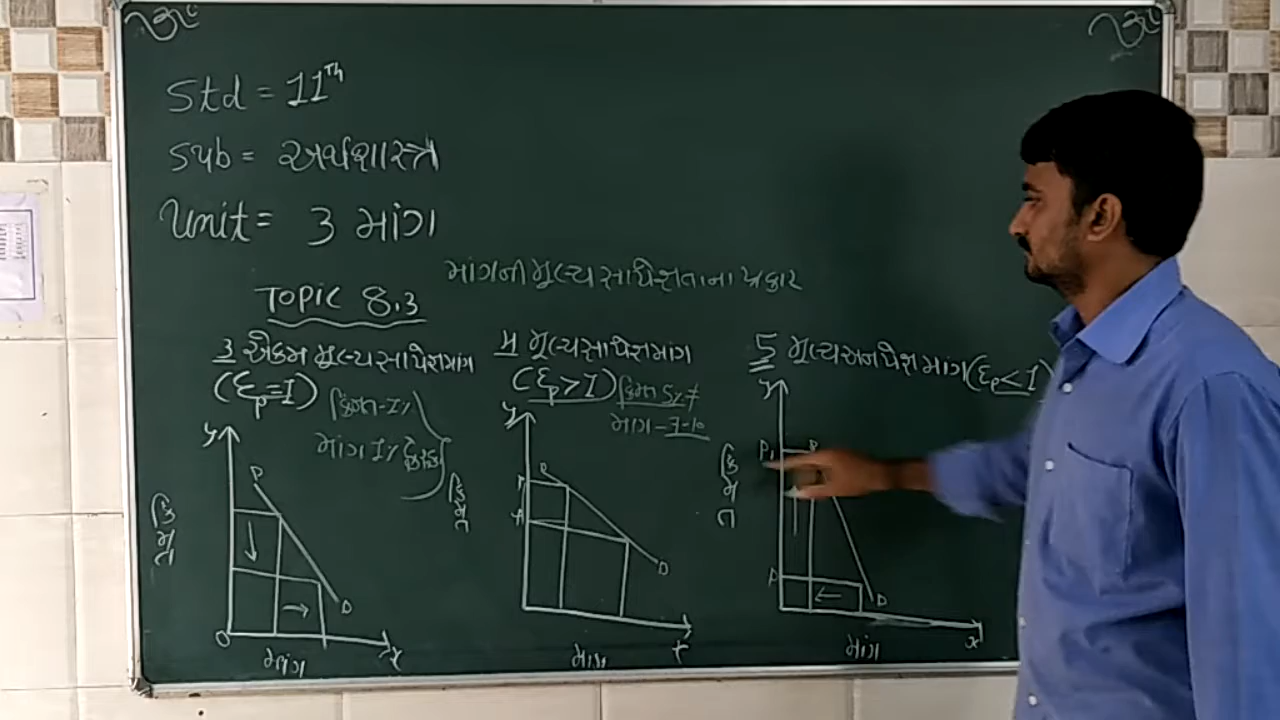 Std = 11Th
Sub = અર્થશાસ્ત્ર
Unit = 3 માંગ
માંગની મૂલ્યસાપેક્ષતાના પ્રકાર
TOPIC 8.3
3 એકમ મૂલ્યસાપેક્ષ માંગ
(Ep=1)
કિંમત-1%
માંગ 1%
y
D
કિંમત
D
O
x
માંગ
4 મૂલ્યસાપેક્ષ માંગ
(Ep>1)
કિંમત 5%
માંગ - 7-10
y
કિંમત
D
x
માંગ
5 મૂલ્યઅનપેક્ષ માંગ (Ep<1)
y
કિંમત
P1
P
D
x
માંગ